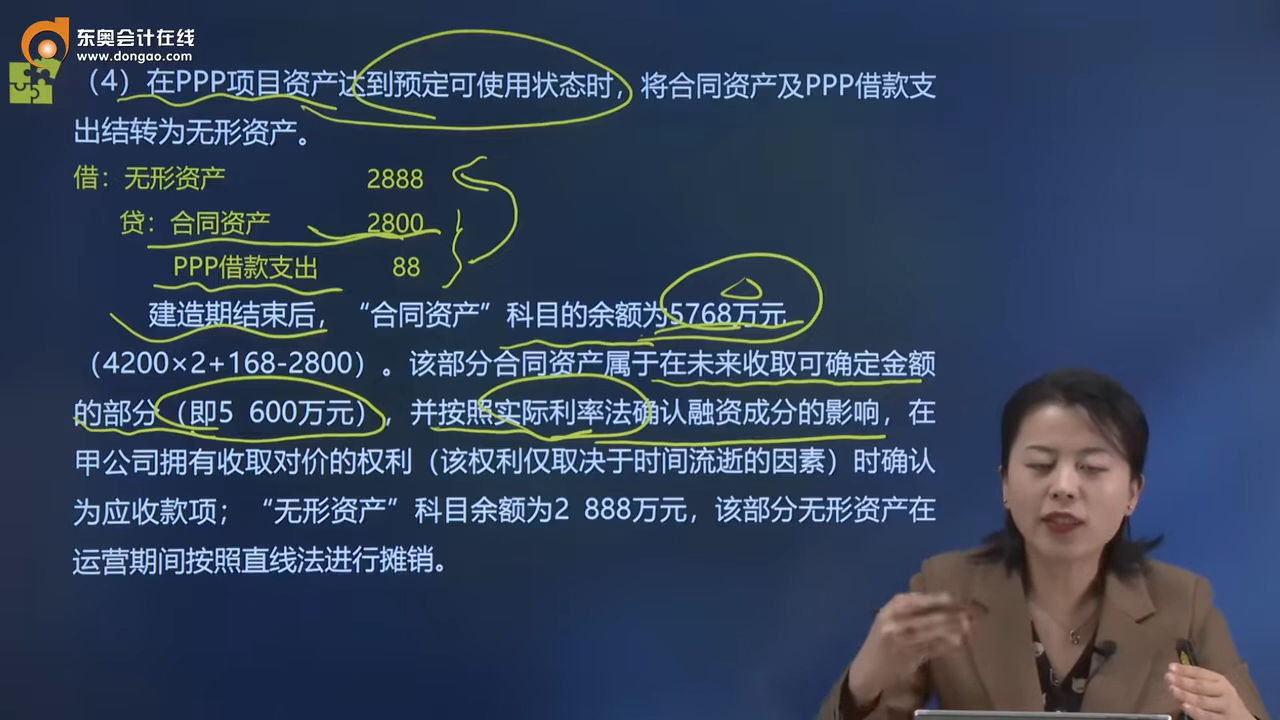 东奥会计在线
www.dongao.com
（4）在PPP项目资产达到预定可使用状态时，将合同资产及PPP借款支
出结转为无形资产。
借：无形资产 2888
贷：合同资产 2800
PPP借款支出 88
建造期结束后，“合同资产”科目的余额为5768万元
（4200×2+168-2800）。该部分合同资产属于在未来收取可确定金额
的部分（即5 600万元），并按照实际利率法确认融资成分的影响，在
甲公司拥有收取对价的权利（该权利仅取决于时间流逝的因素）时确认
为应收款项；“无形资产”科目余额为2 888万元，该部分无形资产在
运营期间按照直线法进行摊销。